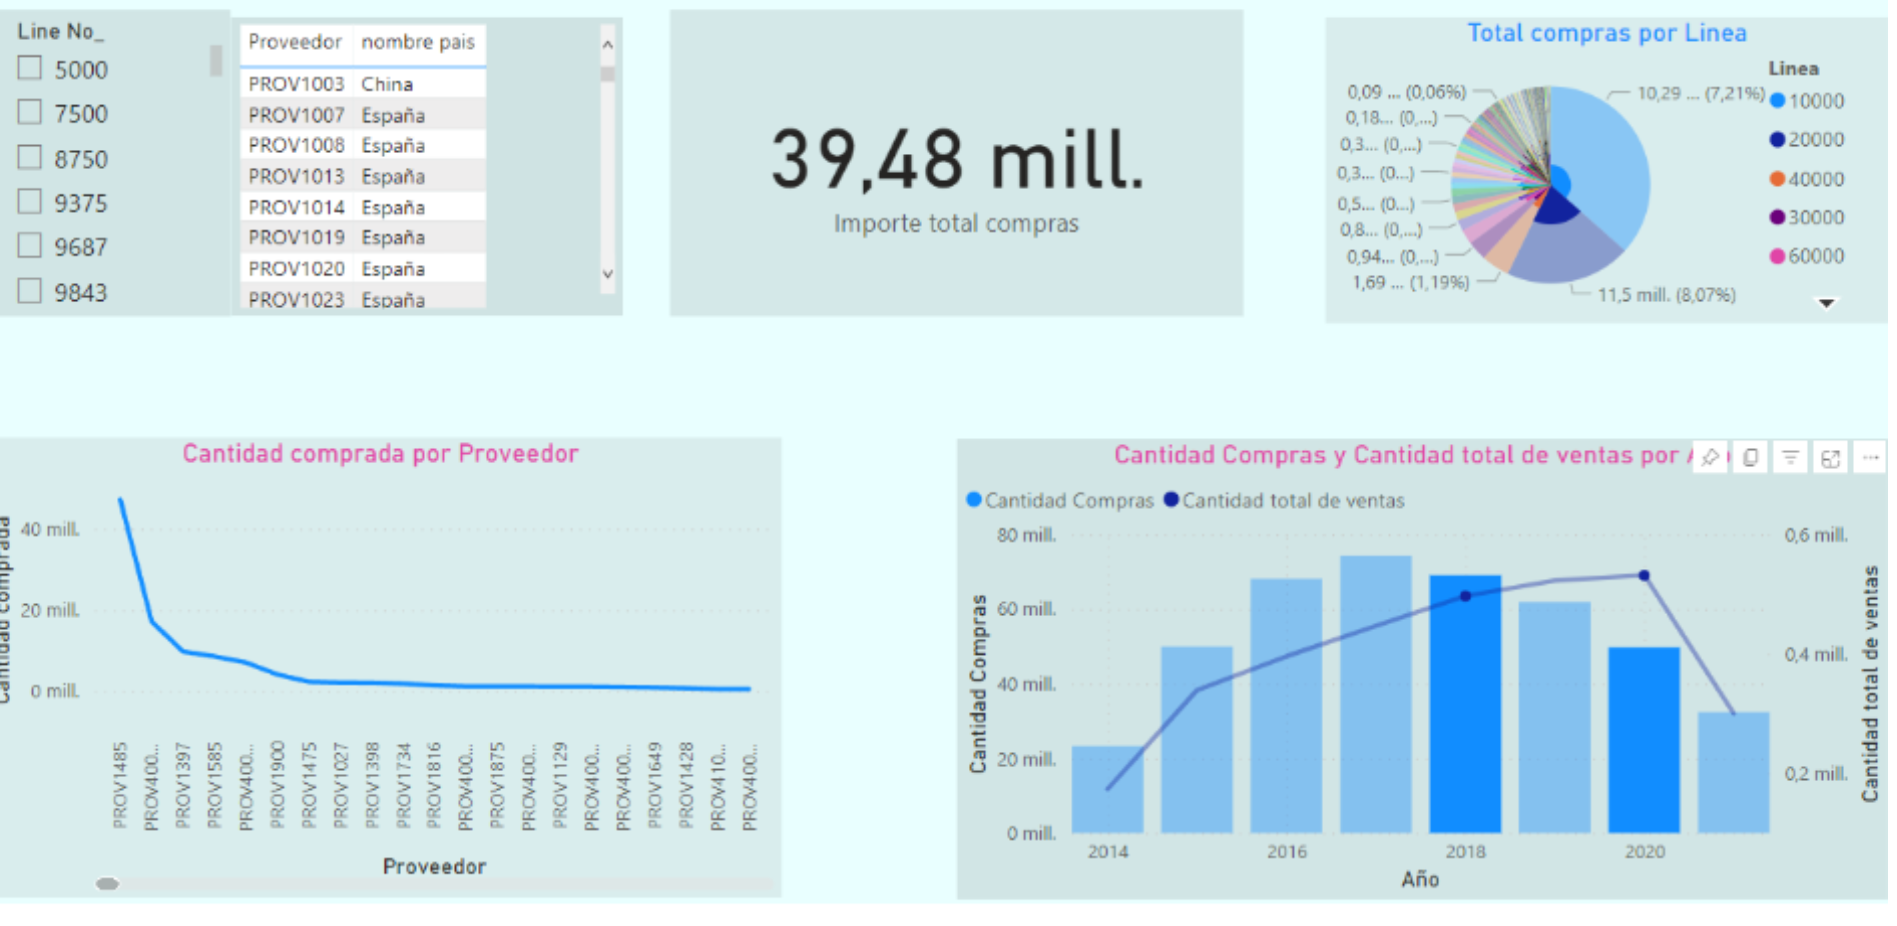 Line No_
5000
7500
8750
9375
9687
9843
Proveedor nombre pais
PROV1003 China
PROV1007 España
PROV1008 España
PROV1013 España
PROV1014 España
PROV1019 España
PROV1020 España
PROV1023 España
39,48 mill.
Importe total compras
Total compras por Linea
0,09 ... (0,06%)
0,18... (0,...)
0,3... (0,...)
0,3... (0...)
0,5... (0...)
0,8... (0,...)
0,94... (0,...)
1,69 ... (1,19%)
10,29 ... (7,21%)
11,5 mill. (8,07%)
Linea
10000
20000
40000
30000
60000
Cantidad comprada por Proveedor
Cantidad comprada
40 mill.
20 mill.
0 mill.
PROV1485
PROV400...
PROV1397
PROV1585
PROV400...
PROV1900
PROV1475
PROV1027
PROV1398
PROV1734
PROV1816
PROV400...
PROV1875
PROV400...
PROV1129
PROV400...
PROV400...
PROV1649
PROV1428
PROV410...
PROV400...
Proveedor
Cantidad Compras y Cantidad total de ventas por
Cantidad Compras Cantidad total de ventas
Cantidad Compras
80 mill.
60 mill.
40 mill.
20 mill.
0 mill.
2014 2016 2018 2020
Año
0,6 mill.
0,4 mill.
0,2 mill.
Cantidad total de ventas